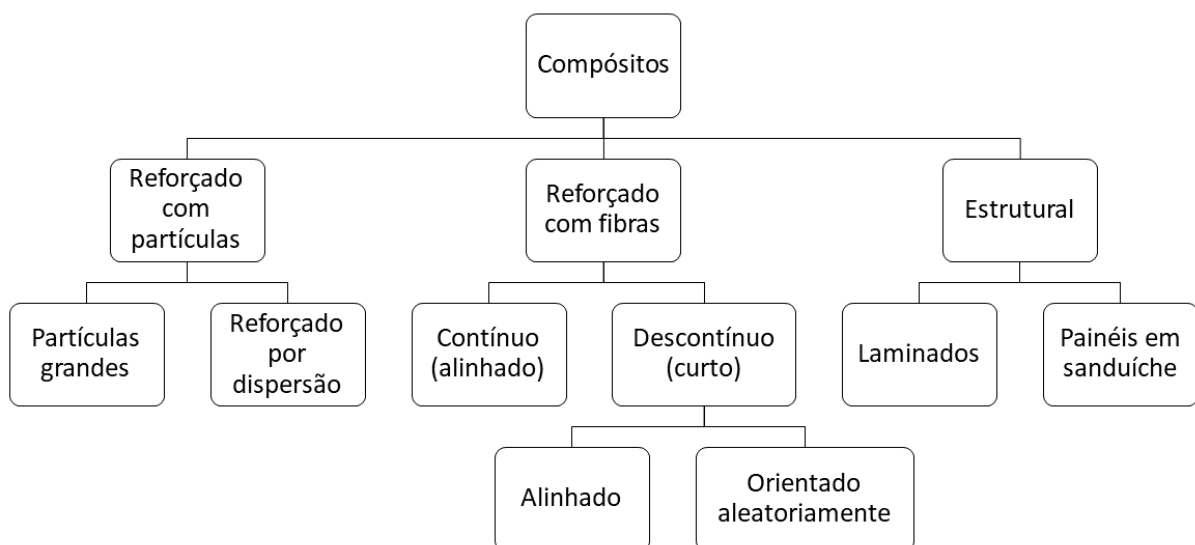 Compósitos
Reforçado
com
partículas
Reforçado
com fibras
Estrutural
Partículas
grandes
Reforçado
por
dispersão
Contínuo
(alinhado)
Descontínuo
(curto)
Laminados
Painéis em
sanduíche
Alinhado
Orientado
aleatoriamente